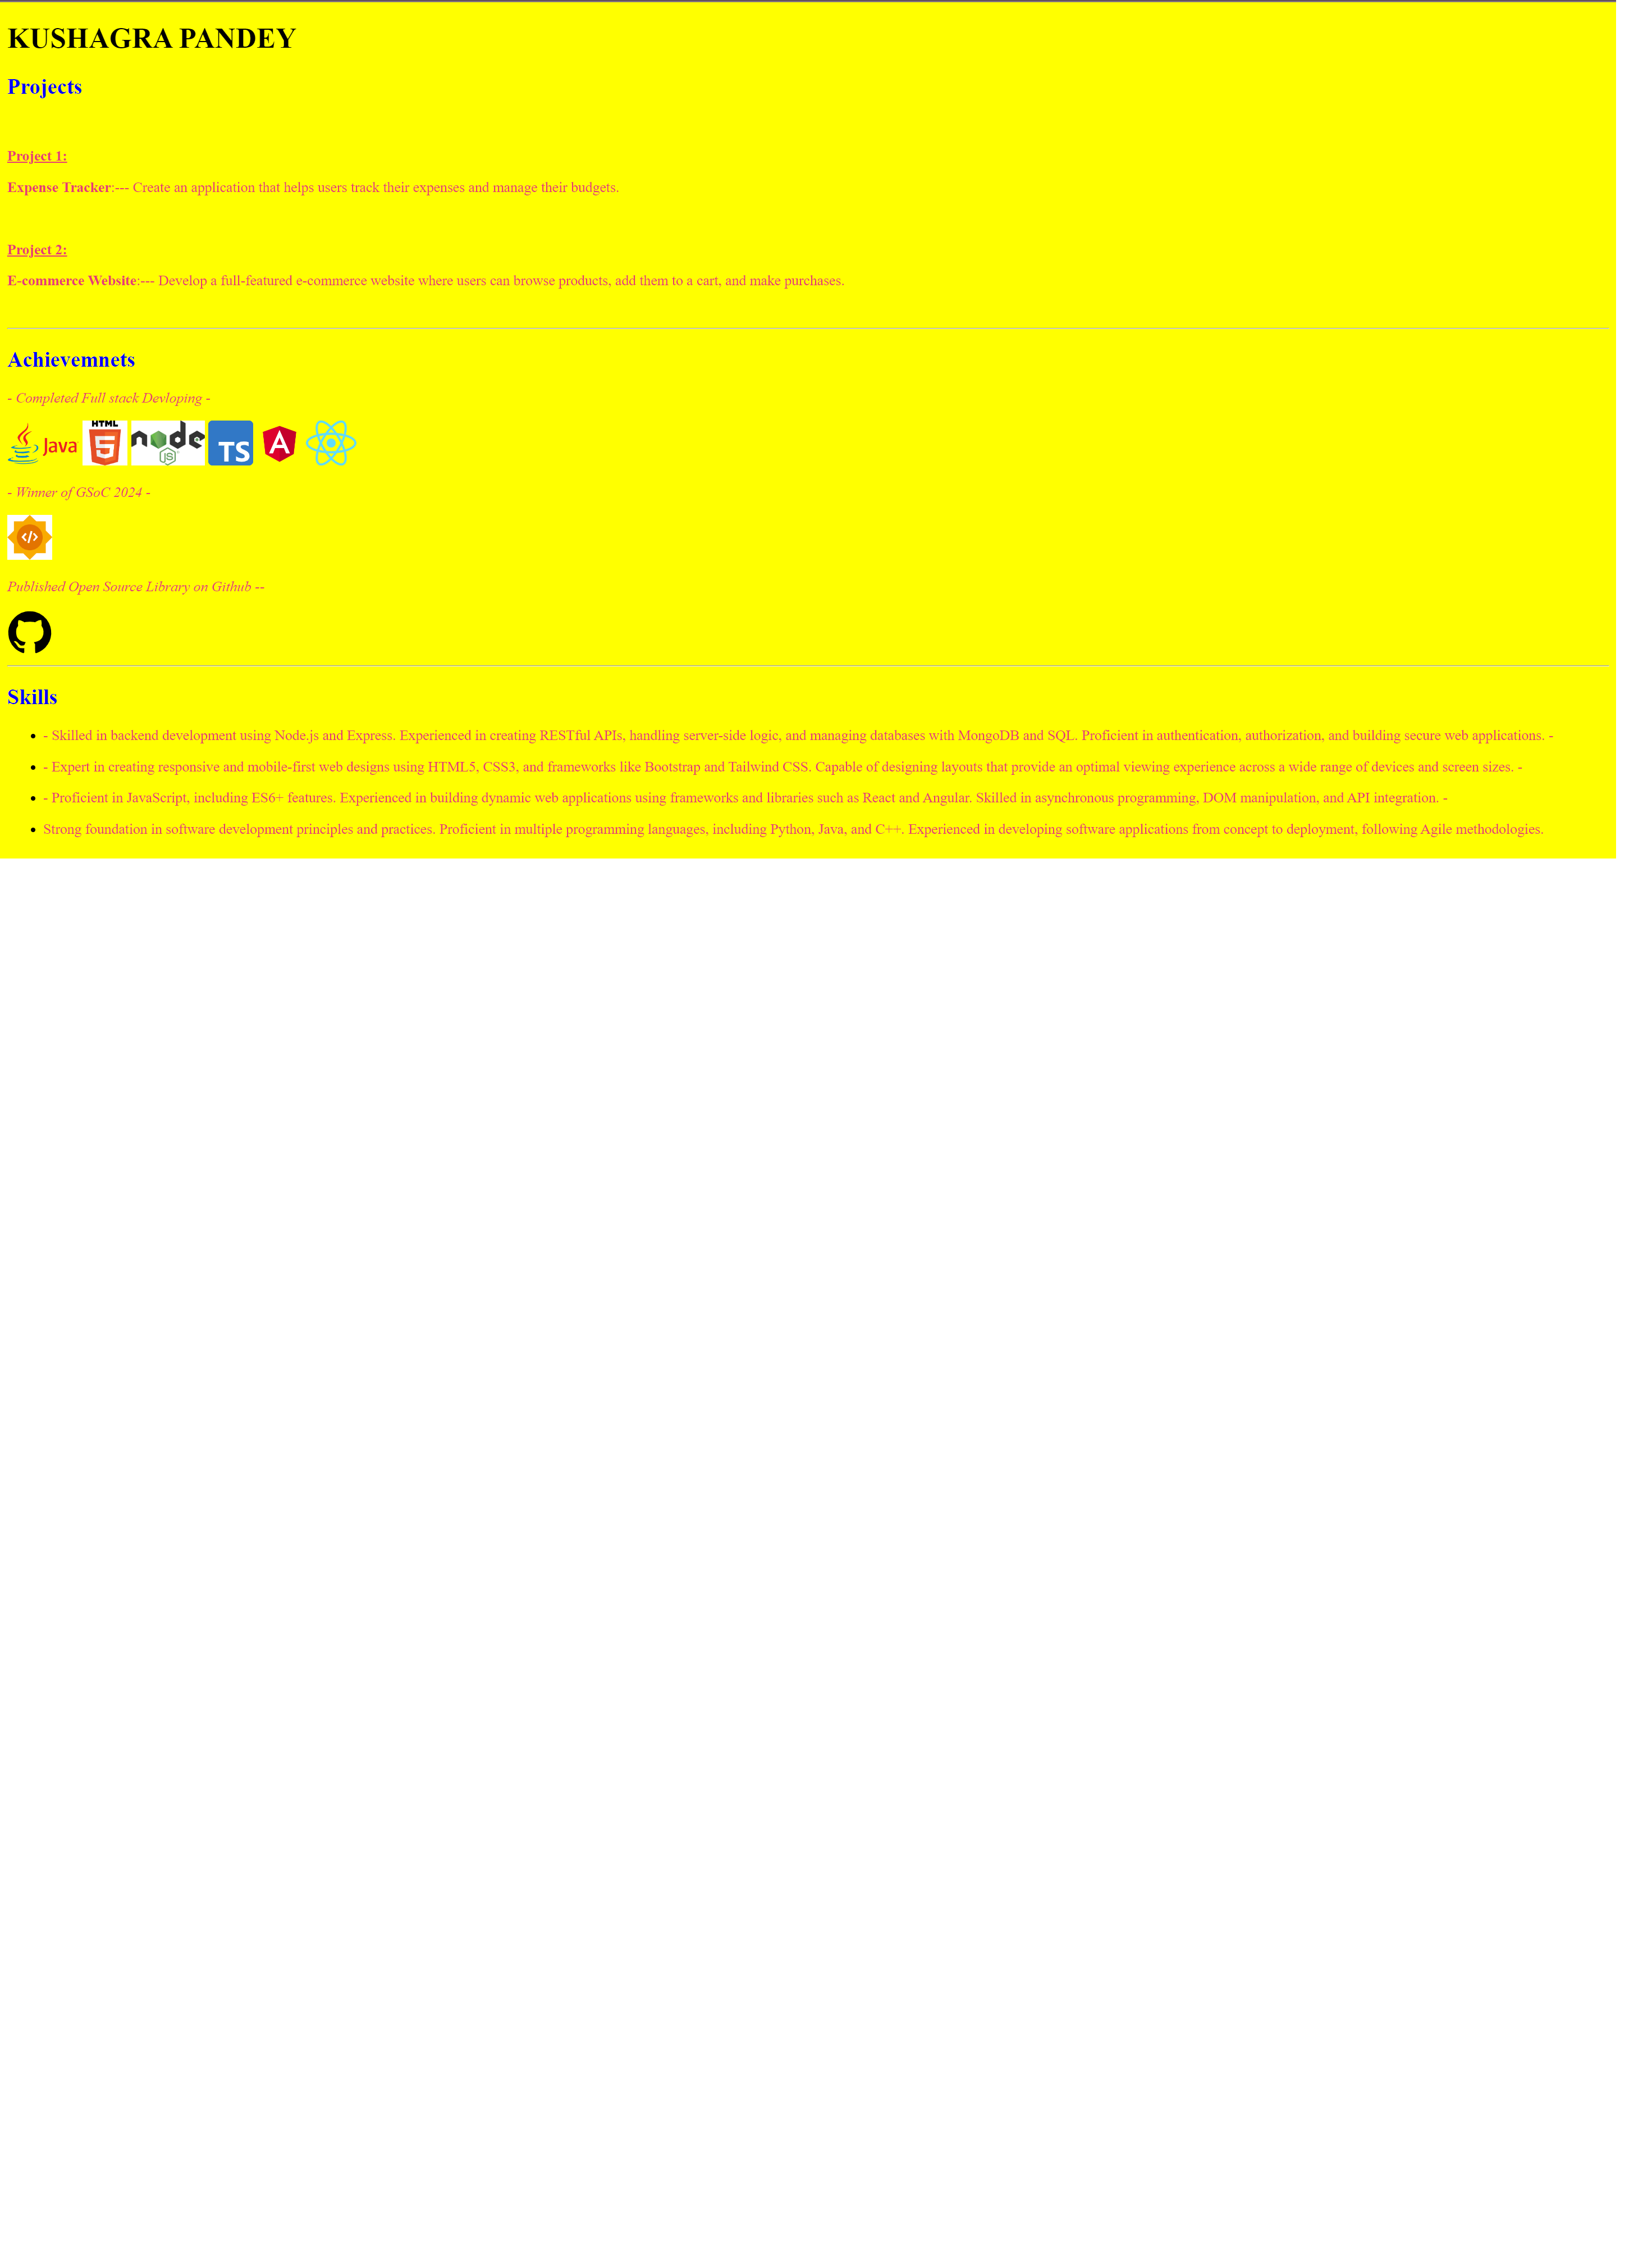 KUSHAGRA PANDEY
Projects
Project 1:
Expense Tracker:--- Create an application that helps users track their expenses and manage their budgets.
Project 2:
E-commerce Website:--- Develop a full-featured e-commerce website where users can browse products, add them to a cart, and make purchases.
Achievemnets
- Completed Full stack Devloping -
Java HTML 5 node JS TS A
- Winner of GSoC 2024 -
</>
Published Open Source Library on Github --
Skills
- Skilled in backend development using Node.js and Express. Experienced in creating RESTful APIs, handling server-side logic, and managing databases with MongoDB and SQL. Proficient in authentication, authorization, and building secure web applications. -
- Expert in creating responsive and mobile-first web designs using HTML5, CSS3, and frameworks like Bootstrap and Tailwind CSS. Capable of designing layouts that provide an optimal viewing experience across a wide range of devices and screen sizes. -
- Proficient in JavaScript, including ES6+ features. Experienced in building dynamic web applications using frameworks and libraries such as React and Angular. Skilled in asynchronous programming, DOM manipulation, and API integration. -
Strong foundation in software development principles and practices. Proficient in multiple programming languages, including Python, Java, and C++. Experienced in developing software applications from concept to deployment, following Agile methodologies.